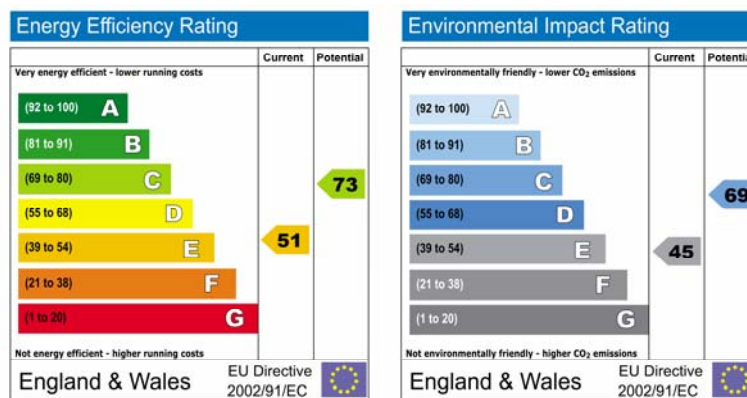 Energy Efficiency Rating
Current Potential
Very energy efficient - lower running costs
(92 to 100) A
(81 to 91) B
(69 to 80) C
73
(55 to 68) D
(39 to 54) E
51
(21 to 38) F
(1 to 20) G
Not energy efficient - higher running costs
England & Wales
EU Directive
2002/91/EC
Environmental Impact Rating
Current Potential
Very environmentally friendly - lower CO₂ emissions
(92 to 100) A
(81 to 91) B
(69 to 80) C
69
(55 to 68) D
(39 to 54) E
45
(21 to 38) F
(1 to 20) G
Not environmentally friendly - higher CO₂ emissions
England & Wales
EU Directive
2002/91/EC